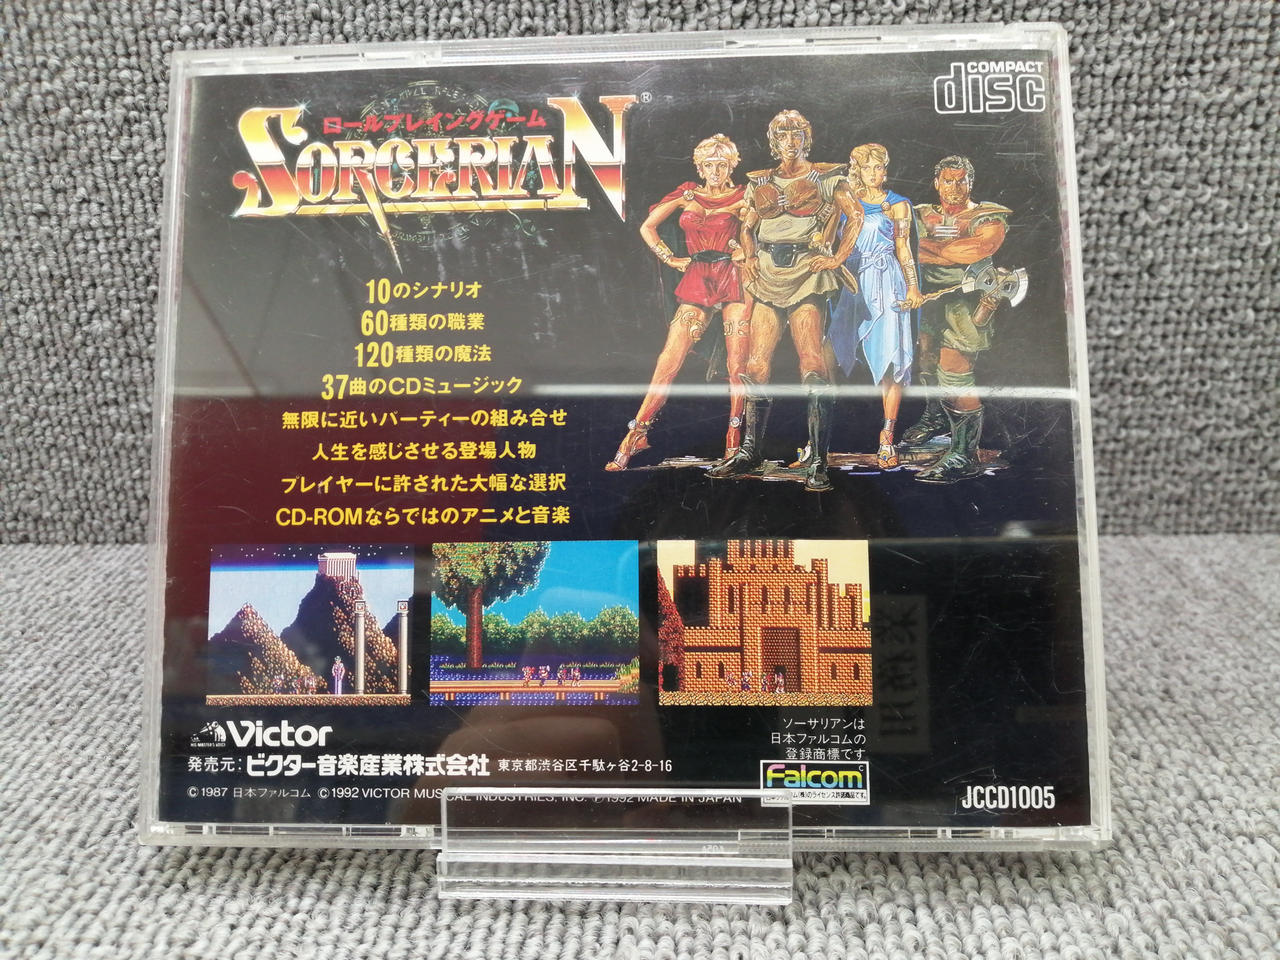 COMPACT
disc
ロールプレイングゲーム
SORCERIAN®
10のシナリオ
60種類の職業
120種類の魔法
37曲のCDミュージック
無限に近いパーティーの組み合せ
人生を感じさせる登場人物
プレイヤーに許された大幅な選択
CD-ROMならではのアニメと音楽
Victor
HIS MASTER'S VOICE
発売元:ビクター音楽産業株式会社 東京都渋谷区千駄ヶ谷2-8-16
©1987 日本ファルコム ©1992 VICTOR MUSICAL INDUSTRIES, INC. Ⓟ1992 MADE IN JAPAN
ソーサリアンは
日本ファルコムの
登録商標です
Falcom
JCCD1005